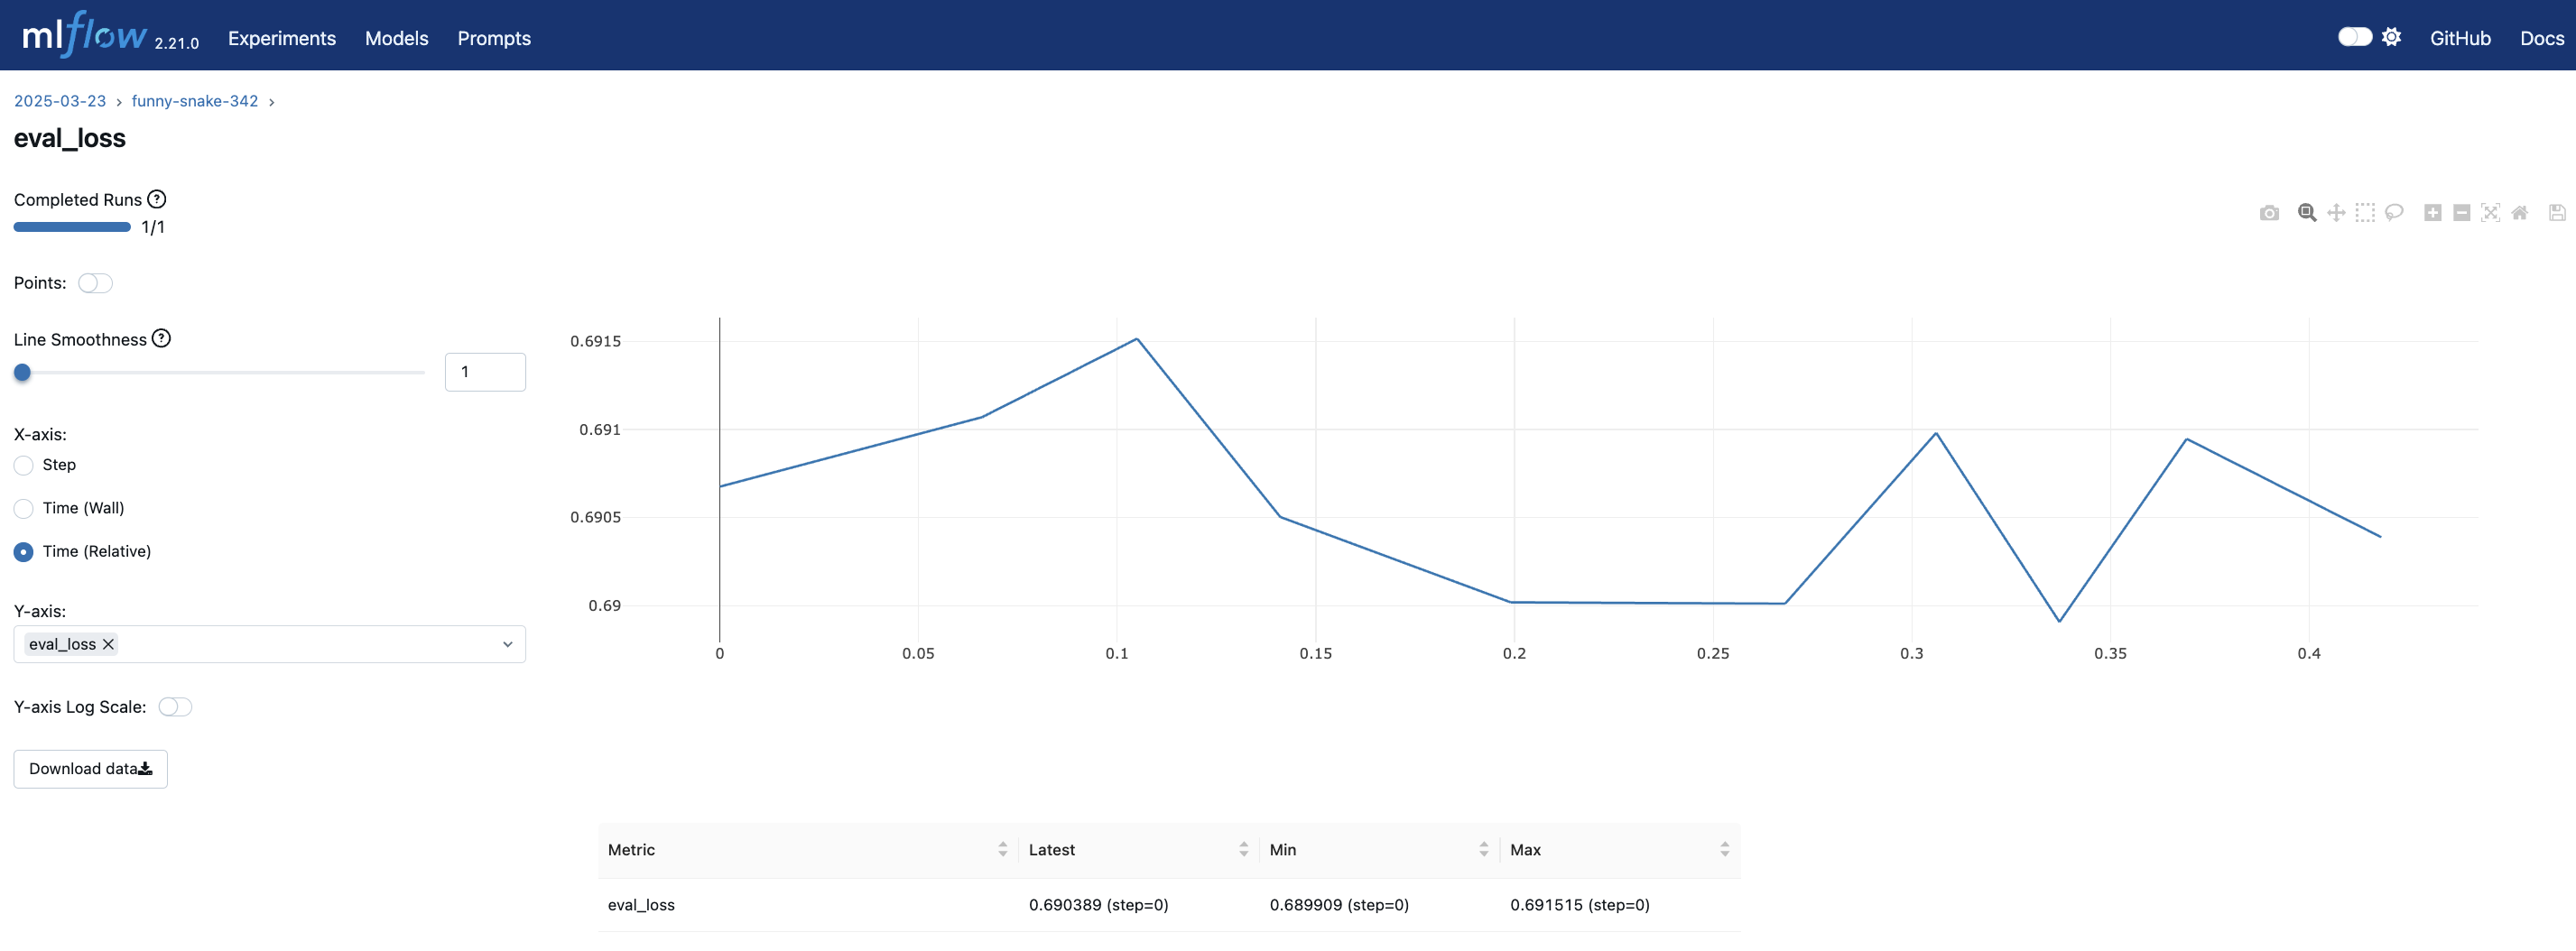 mlflow 2.21.0 Experiments Models Prompts GitHub Docs
2025-03-23 › funny-snake-342 ›
eval_loss
Completed Runs ?
1/1
Points:
Line Smoothness ?
1
X-axis:
Step
Time (Wall)
Time (Relative)
Y-axis:
eval_loss
Y-axis Log Scale:
Download data
0.6915
0.691
0.6905
0.69
0 0.05 0.1 0.15 0.2 0.25 0.3 0.35 0.4
Metric Latest Min Max
eval_loss 0.690389 (step=0) 0.689909 (step=0) 0.691515 (step=0)